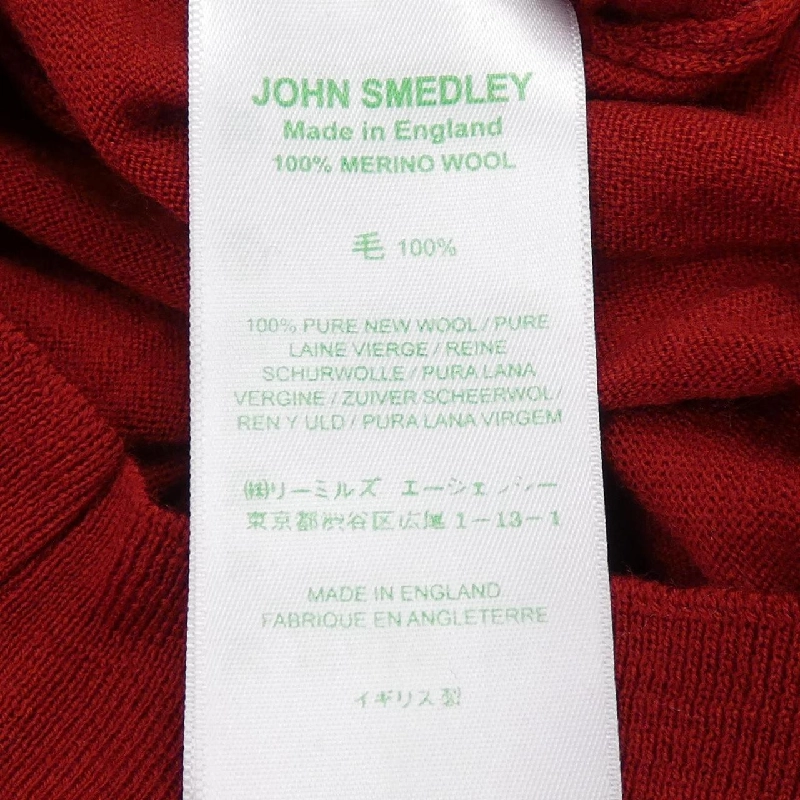 JOHN SMEDLEY
Made in England
100% MERINO WOOL
毛 100%
100% PURE NEW WOOL / PURE
LAINE VIERGE / REINE
SCHURWOLLE / PURA LANA
VERGINE / ZUIVER SCHEERWOL /
REN Y ULD / PURA LANA VIRGEM
㈱リーミルズ エージェンシー
東京都渋谷区広尾1-13-1
MADE IN ENGLAND
FABRIQUE EN ANGLETERRE
イギリス製